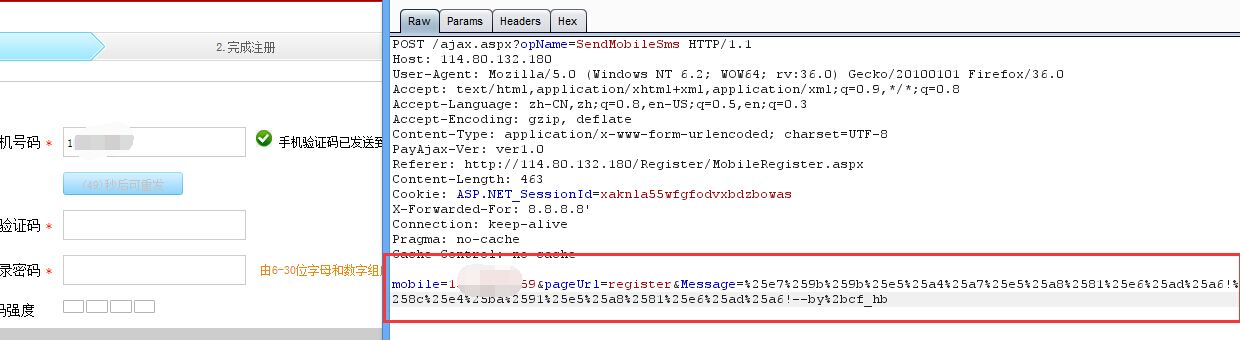 2.完成注册
机号码 *
1
手机验证码已发送到
(49)秒后可重发
验证码 *
录密码 *
由6-30位字母和数字组
码强度
Raw
Params
Headers
Hex
POST /ajax.aspx?opName=SendMobileSms HTTP/1.1
Host: 114.80.132.180
User-Agent: Mozilla/5.0 (Windows NT 6.2; WOW64; rv:36.0) Gecko/20100101 Firefox/36.0
Accept: text/html,application/xhtml+xml,application/xml;q=0.9,*/*;q=0.8
Accept-Language: zh-CN,zh;q=0.8,en-US;q=0.5,en;q=0.3
Accept-Encoding: gzip, deflate
Content-Type: application/x-www-form-urlencoded; charset=UTF-8
PayAjax-Ver: ver1.0
Referer: http://114.80.132.180/Register/MobileRegister.aspx
Content-Length: 463
Cookie: ASP.NET_SessionId=xaknla55wfgfodvxbdzbowas
X-Forwarded-For: 8.8.8.8'
Connection: keep-alive
Pragma: no-cache
Cache-Control: no-cache
mobile=1 9&pageUrl=register&Message=%25e7%259b%259b%25e5%25a4%25a7%25e5%25a8%2581%25e6%25ad%25a6!%
258c%25e4%25ba%2591%25e5%25a8%2581%25e6%25ad%25a6!--by%2bcf_hb